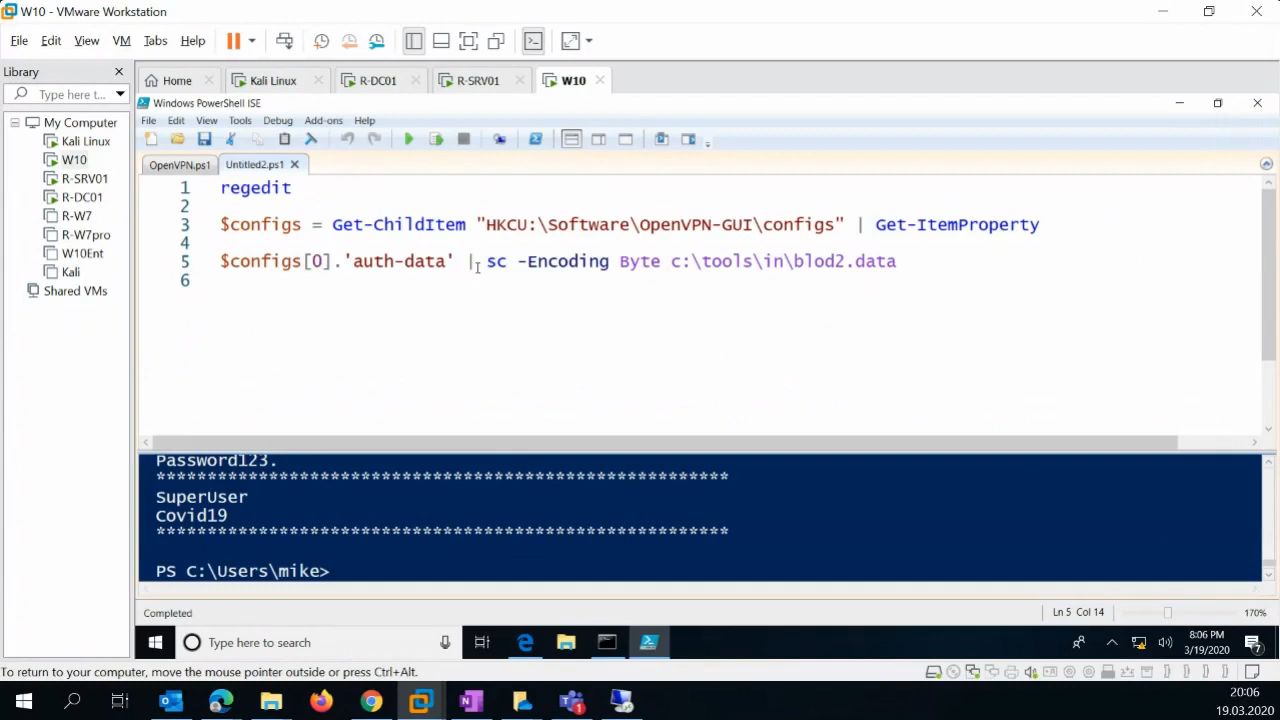 W10 - VMware Workstation
File Edit View VM Tabs Help
Library
Type here t...
My Computer
Kali Linux
W10
R-SRV01
R-DC01
R-W7
R-W7pro
W10Ent
Kali
Shared VMs
Home Kali Linux R-DC01 R-SRV01 W10
Windows PowerShell ISE
File Edit View Tools Debug Add-ons Help
OpenVPN.ps1 Untitled2.ps1
1 regedit
2
3 $configs = Get-ChildItem "HKCU:\Software\OpenVPN-GUI\configs" | Get-ItemProperty
4
5 $configs[0].'auth-data' | sc -Encoding Byte c:\tools\in\blod2.data
6
Password123.
*******************************************************
SuperUser
Covid19
*******************************************************
PS C:\Users\mike>
Completed Ln 5 Col 14 170%
Type here to search
8:06 PM
3/19/2020
7
To return to your computer, move the mouse pointer outside or press Ctrl+Alt.
1
20:06
19.03.2020